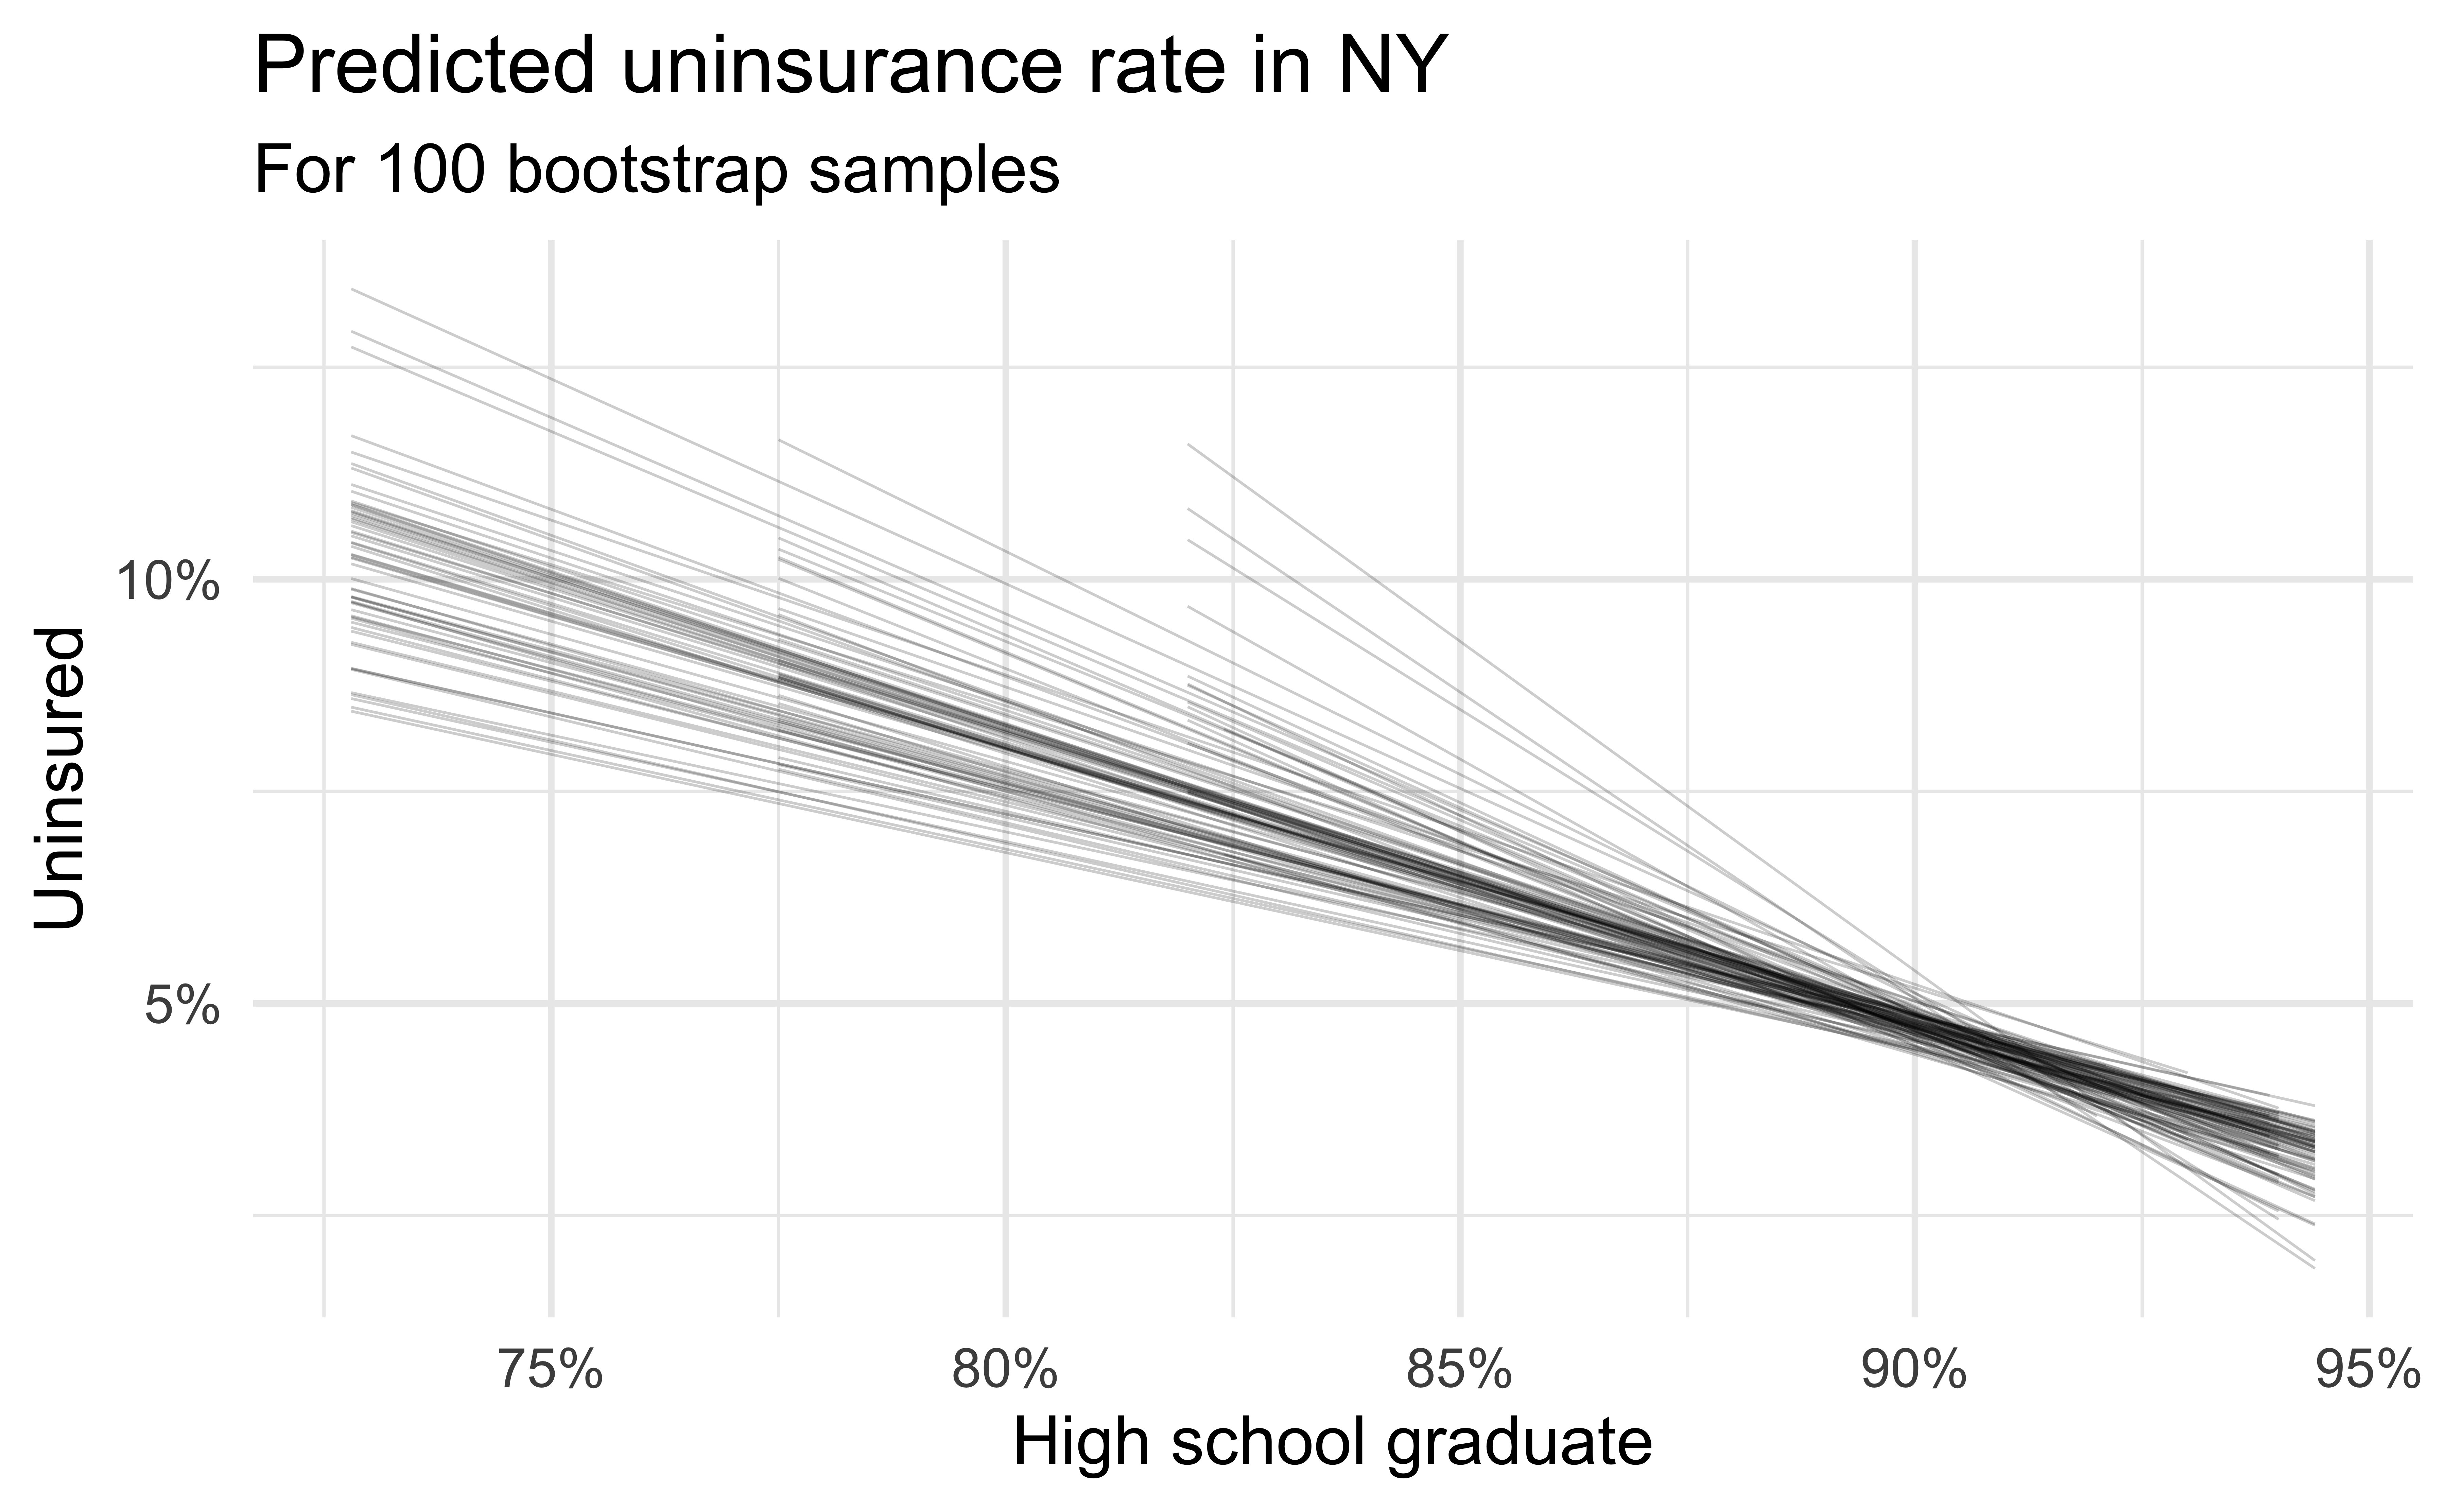 Predicted uninsurance rate in NY
For 100 bootstrap samples
Uninsured
10%
5%
75%
80%
85%
90%
95%
High school graduate